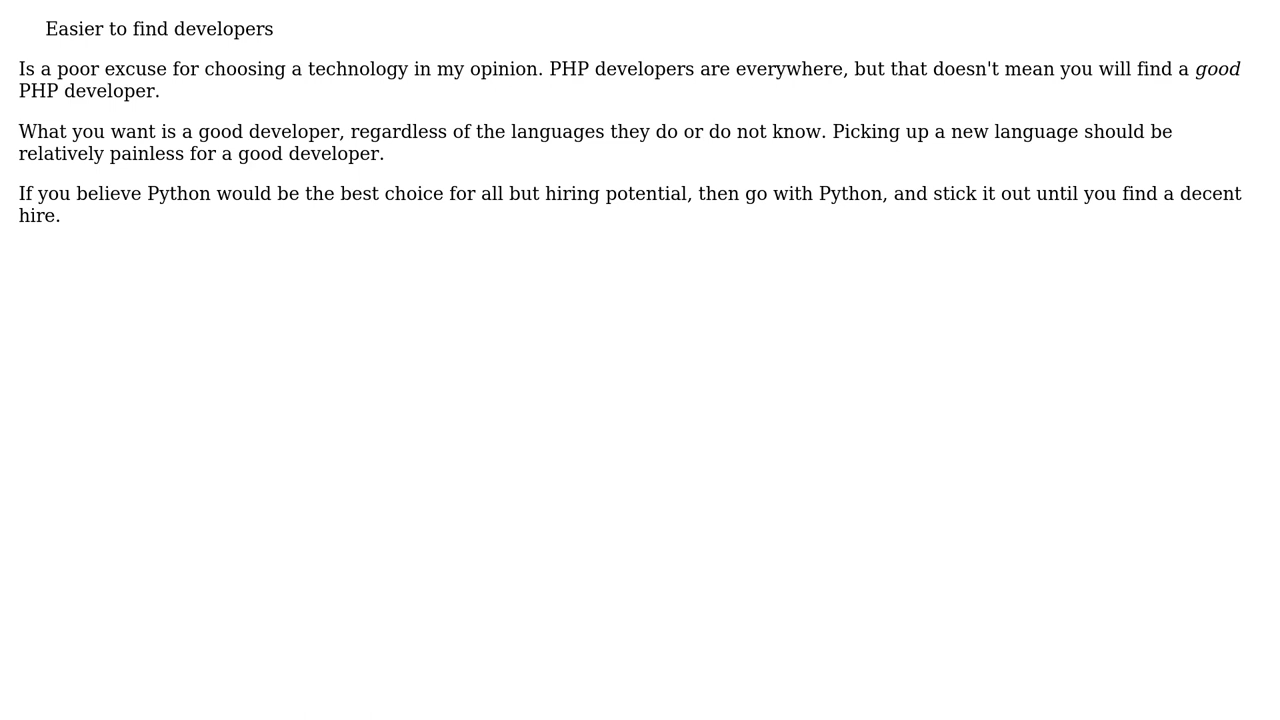 Easier to find developers
Is a poor excuse for choosing a technology in my opinion. PHP developers are everywhere, but that doesn't mean you will find a good
PHP developer.
What you want is a good developer, regardless of the languages they do or do not know. Picking up a new language should be
relatively painless for a good developer.
If you believe Python would be the best choice for all but hiring potential, then go with Python, and stick it out until you find a decent
hire.